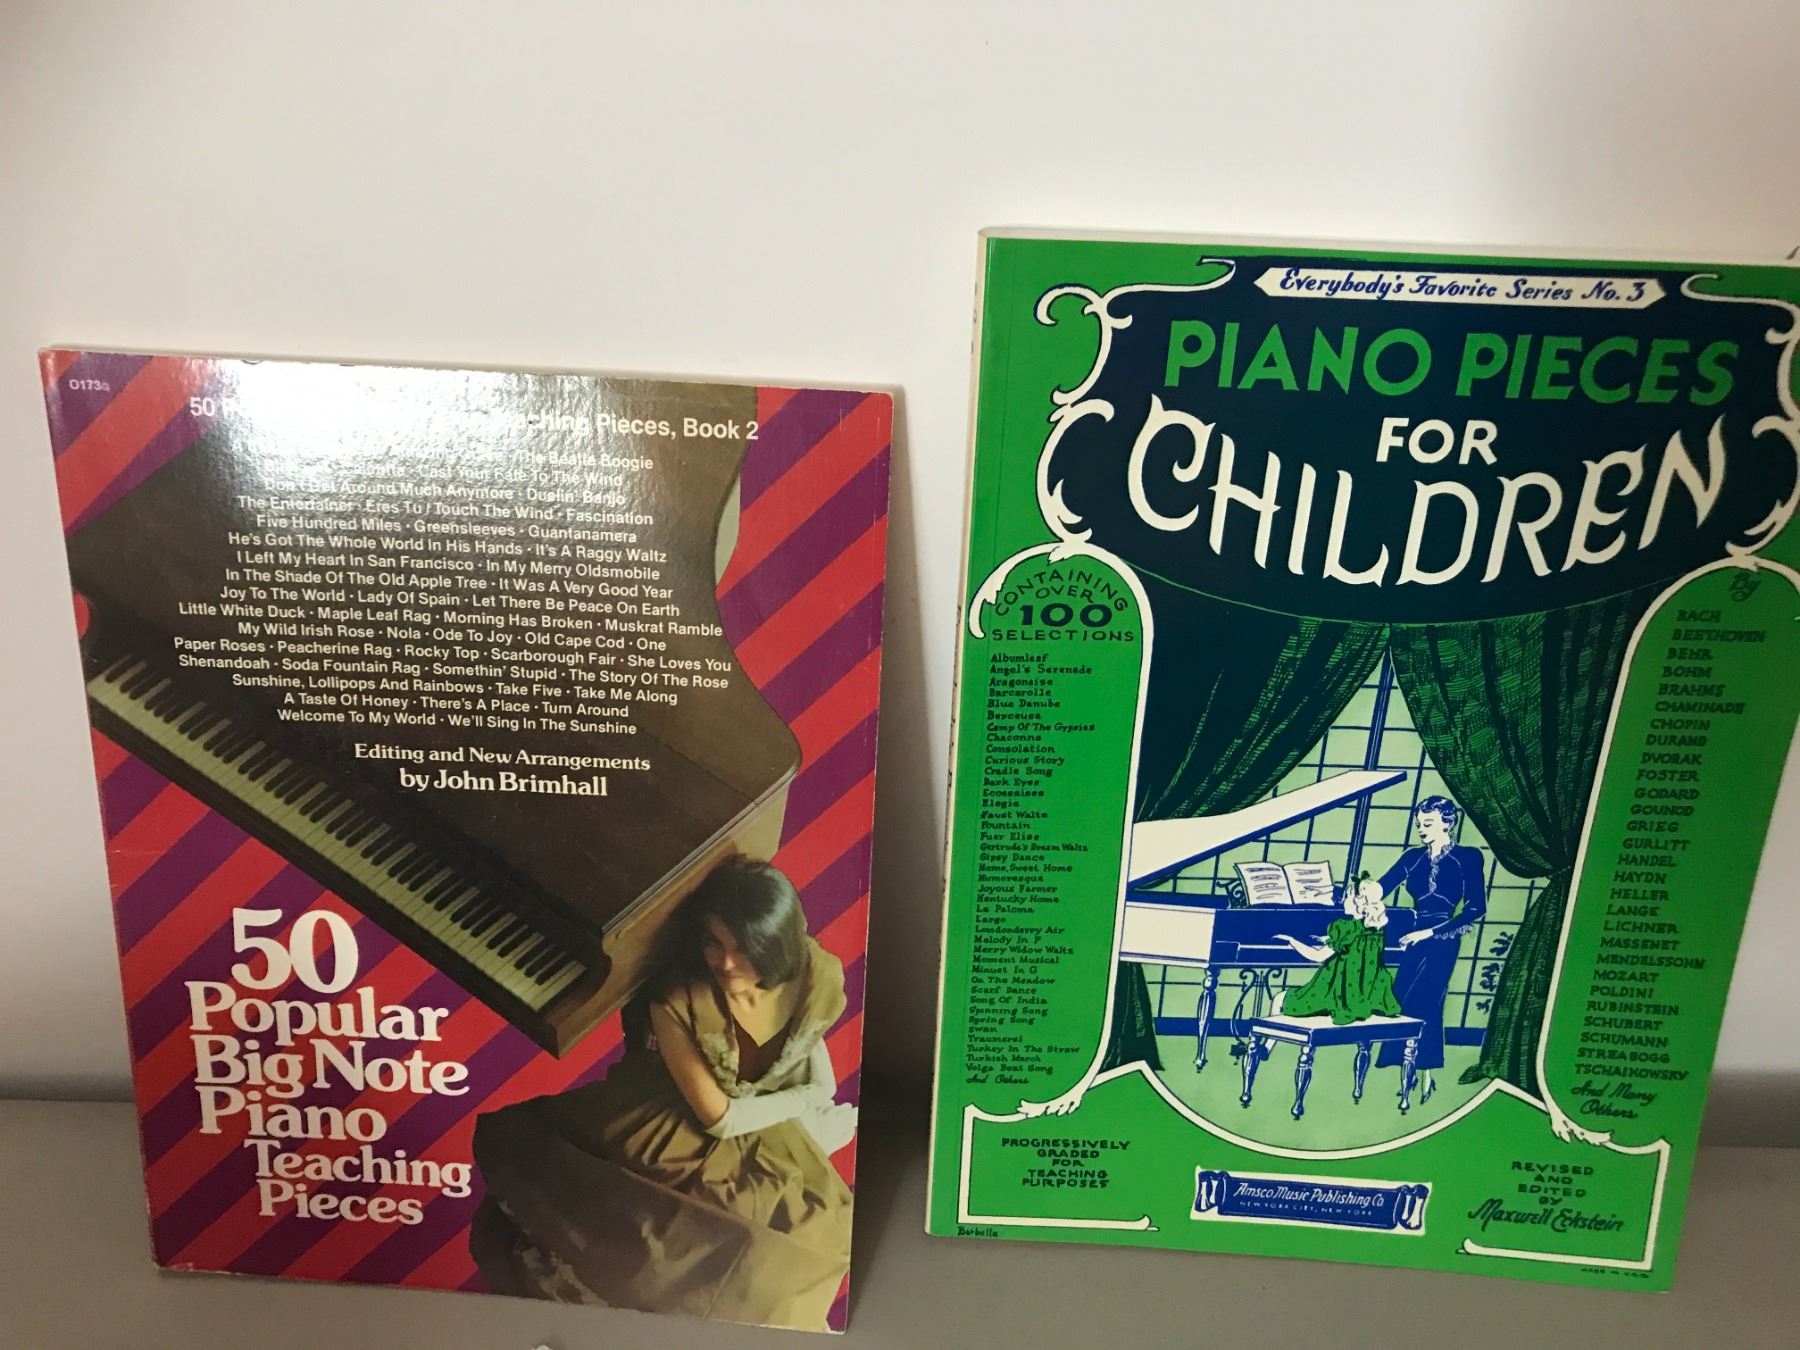 O173
50 Teaching Pieces, Book 2
The Beatle Boogie
Cast Your Fate To The Wind
Don't Get Around Much Anymore · Duelin' Banjo
The Entertainer · Eres Tu / Touch The Wind · Fascination
Five Hundred Miles · Greensleeves · Guantanamera
He's Got The Whole World In His Hands · It's A Raggy Waltz
I Left My Heart In San Francisco · In My Merry Oldsmobile
In The Shade Of The Old Apple Tree · It Was A Very Good Year
Joy To The World · Lady Of Spain · Let There Be Peace On Earth
Little White Duck · Maple Leaf Rag · Morning Has Broken · Muskrat Ramble
My Wild Irish Rose · Nola · Ode To Joy · Old Cape Cod · One
Paper Roses · Peacherine Rag · Rocky Top · Scarborough Fair · She Loves You
Shenandoah · Soda Fountain Rag · Somethin' Stupid · The Story Of The Rose
Sunshine, Lollipops And Rainbows · Take Five · Take Me Along
A Taste Of Honey · There's A Place · Turn Around
Welcome To My World · We'll Sing In The Sunshine
Editing and New Arrangements
by John Brimhall
50
Popular
Big Note
Piano
Teaching
Pieces
Everybody's Favorite Series No. 3
PIANO PIECES
FOR
CHILDREN
CONTAINING
OVER
100
SELECTIONS
Albumleaf
Angel's Serenade
Aragonaise
Barcarolle
Blue Danube
Berceuse
Camp Of The Gypsies
Chaconne
Consolation
Curious Story
Cradle Song
Dark Eyes
Ecossaises
Elegie
Faust Waltz
Fountain
Fuer Elise
Gertrude's Dream Waltz
Gipsy Dance
Home, Sweet Home
Humoresque
Joyous Farmer
Kentucky Home
La Paloma
Largo
Londonderry Air
Melody In F
Merry Widow Waltz
Moment Musical
Minuet In G
On The Meadow
Scarf Dance
Song Of India
Spinning Song
Spring Song
Swan
Traumerei
Turkey In The Straw
Turkish March
Volga Boat Song
And Others
By
BACH
BEETHOVEN
BEHR
BOHM
BRAHMS
CHAMINADE
CHOPIN
DURAND
DVORAK
FOSTER
GODARD
GOUNOD
GRIEG
GURLITT
HANDEL
HAYDN
HELLER
LANGE
LICHNER
MASSENET
MENDELSSOHN
MOZART
POLDINI
RUBINSTEIN
SCHUBERT
SCHUMANN
STREABOGG
TSCHAIKOWSKY
And Many
Others
PROGRESSIVELY
GRADED
FOR
TEACHING
PURPOSES
Amsco Music Publishing Co.
NEW YORK CITY, NEW YORK
REVISED
AND
EDITED
BY
Maxwell Eckstein
Barbelle
MADE IN U.S.A.